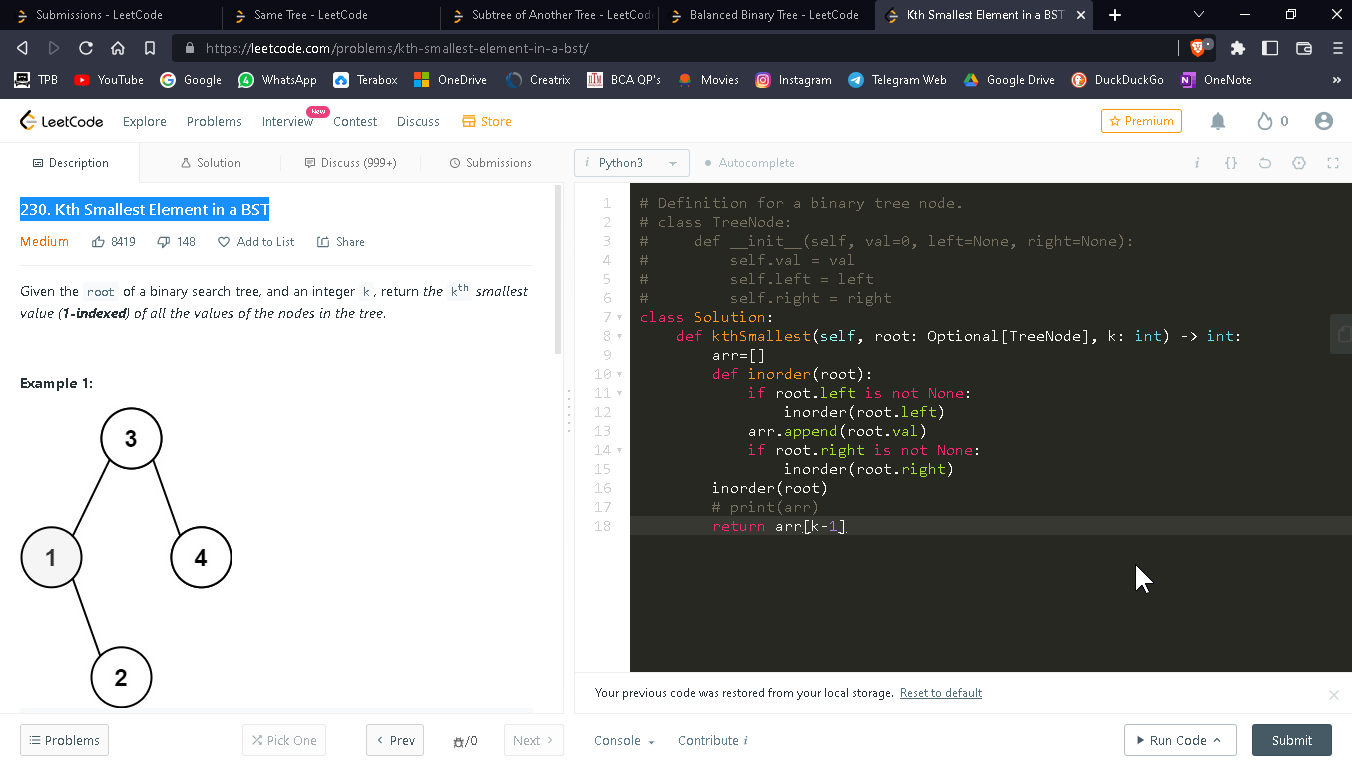 Submissions - LeetCode
Same Tree - LeetCode
Subtree of Another Tree - LeetCod
Balanced Binary Tree - LeetCode
Kth Smallest Element in a BST
https://leetcode.com/problems/kth-smallest-element-in-a-bst/
TPB YouTube Google WhatsApp Terabox OneDrive Creatrix BCA QP's Movies Instagram Telegram Web Google Drive DuckDuckGo OneNote »
LeetCode Explore Problems Interview New Contest Discuss Store Premium 0
Description Solution Discuss (999+) Submissions
i Python3 Autocomplete i {}
230. Kth Smallest Element in a BST
Medium 8419 148 Add to List Share
Given the root of a binary search tree, and an integer k, return the kth smallest
value (1-indexed) of all the values of the nodes in the tree.
Example 1:
3
1
4
2
1 # Definition for a binary tree node.
2 # class TreeNode:
3 #     def __init__(self, val=0, left=None, right=None):
4 #         self.val = val
5 #         self.left = left
6 #         self.right = right
7 class Solution:
8     def kthSmallest(self, root: Optional[TreeNode], k: int) -> int:
9         arr=[]
10         def inorder(root):
11             if root.left is not None:
12                 inorder(root.left)
13             arr.append(root.val)
14             if root.right is not None:
15                 inorder(root.right)
16         inorder(root)
17         # print(arr)
18         return arr[k-1]
Your previous code was restored from your local storage. Reset to default
Problems Pick One Prev /0 Next Console Contribute i Run Code Submit